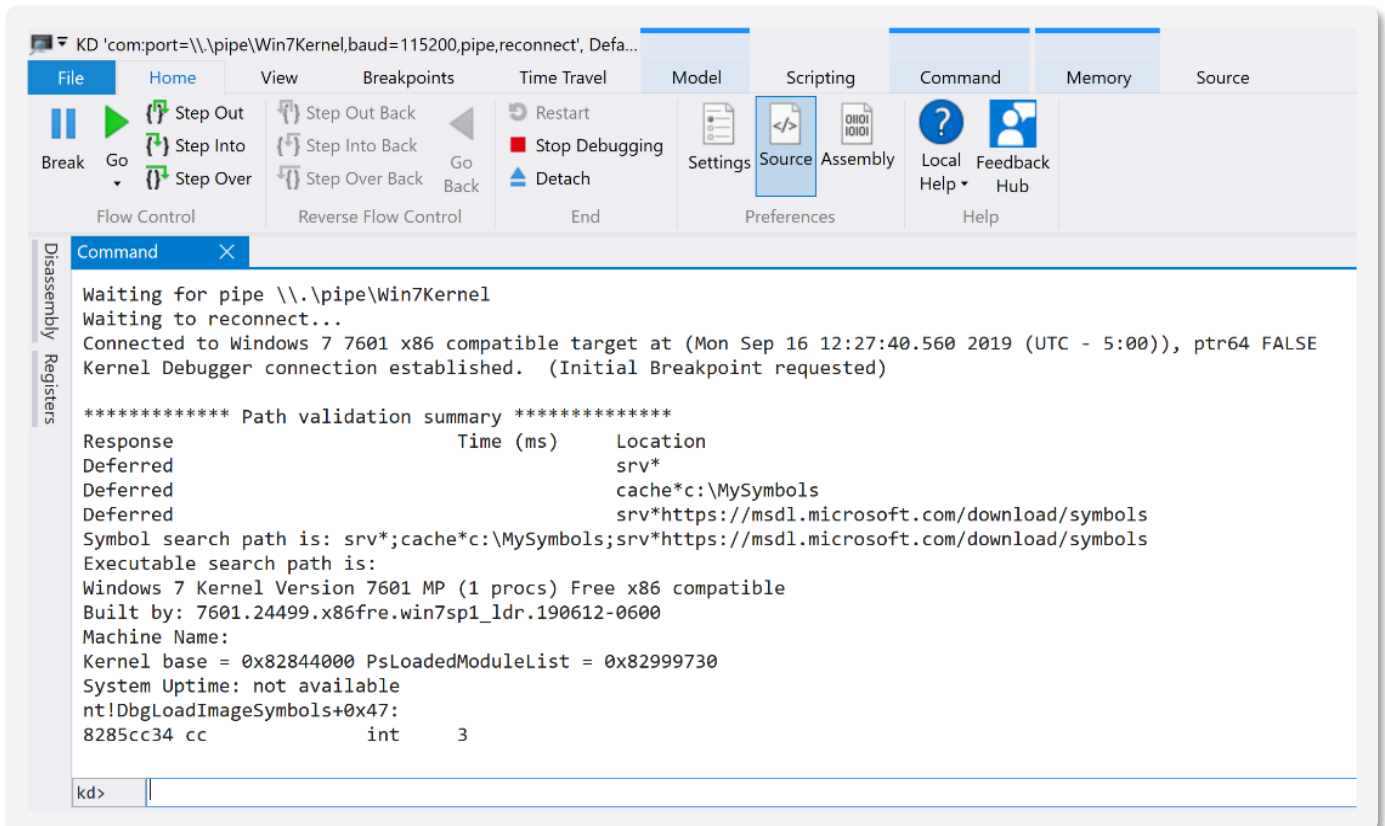 KD 'com:port=\\.\pipe\Win7Kernel,baud=115200,pipe,reconnect', Defa...
File Home View Breakpoints Time Travel Model Scripting Command Memory Source
Break
Go
Step Out
Step Into
Step Over
Flow Control
Step Out Back
Step Into Back
Step Over Back
Go
Back
Reverse Flow Control
Restart
Stop Debugging
Detach
End
Settings
Source
Assembly
Preferences
Local
Help
Feedback
Hub
Help
Disassembly
Registers
Command
Waiting for pipe \\.\pipe\Win7Kernel
Waiting to reconnect...
Connected to Windows 7 7601 x86 compatible target at (Mon Sep 16 12:27:40.560 2019 (UTC - 5:00)), ptr64 FALSE
Kernel Debugger connection established.  (Initial Breakpoint requested)
************* Path validation summary **************
Response                         Time (ms)     Location
Deferred                                       srv*
Deferred                                       cache*c:\MySymbols
Deferred                                       srv*https://msdl.microsoft.com/download/symbols
Symbol search path is: srv*;cache*c:\MySymbols;srv*https://msdl.microsoft.com/download/symbols
Executable search path is:
Windows 7 Kernel Version 7601 MP (1 procs) Free x86 compatible
Built by: 7601.24499.x86fre.win7sp1_ldr.190612-0600
Machine Name:
Kernel base = 0x82844000 PsLoadedModuleList = 0x82999730
System Uptime: not available
nt!DbgLoadImageSymbols+0x47:
8285cc34 cc              int     3
kd>